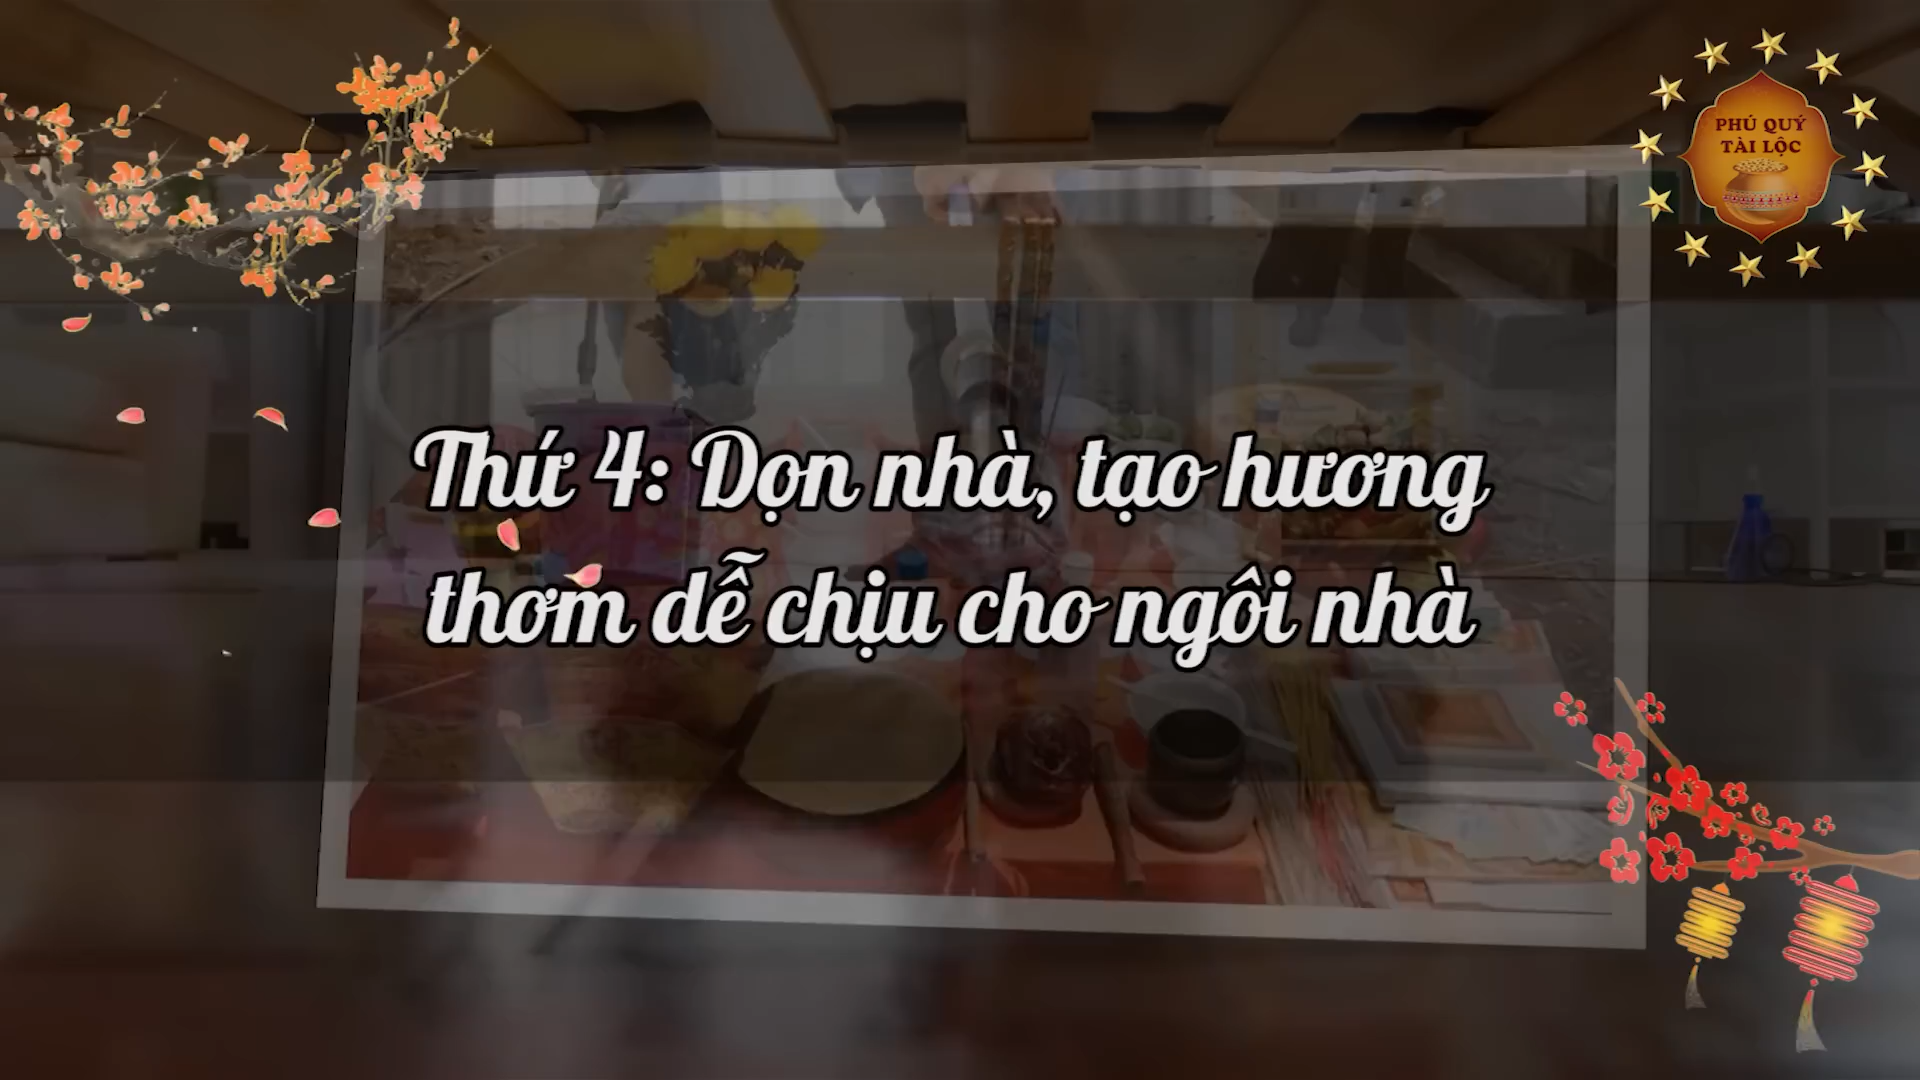 PHÚ QUÝ
TÀI LỘC
Thứ 4: Dọn nhà, tạo hương
thơm dễ chịu cho ngôi nhà